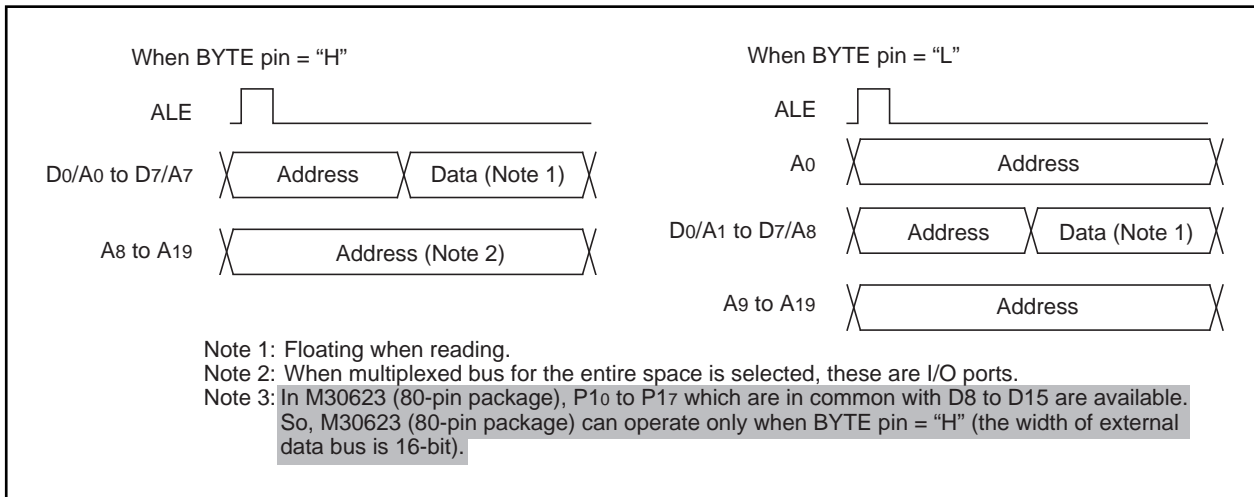 When BYTE pin = “H”
ALE
D0/A0 to D7/A7
Address
Data (Note 1)
A8 to A19
Address (Note 2)
When BYTE pin = “L”
ALE
A0
Address
D0/A1 to D7/A8
Address
Data (Note 1)
A9 to A19
Address
Note 1: Floating when reading.
Note 2: When multiplexed bus for the entire space is selected, these are I/O ports.
Note 3: In M30623 (80-pin package), P10 to P17 which are in common with D8 to D15 are available.
So, M30623 (80-pin package) can operate only when BYTE pin = “H” (the width of external
data bus is 16-bit).